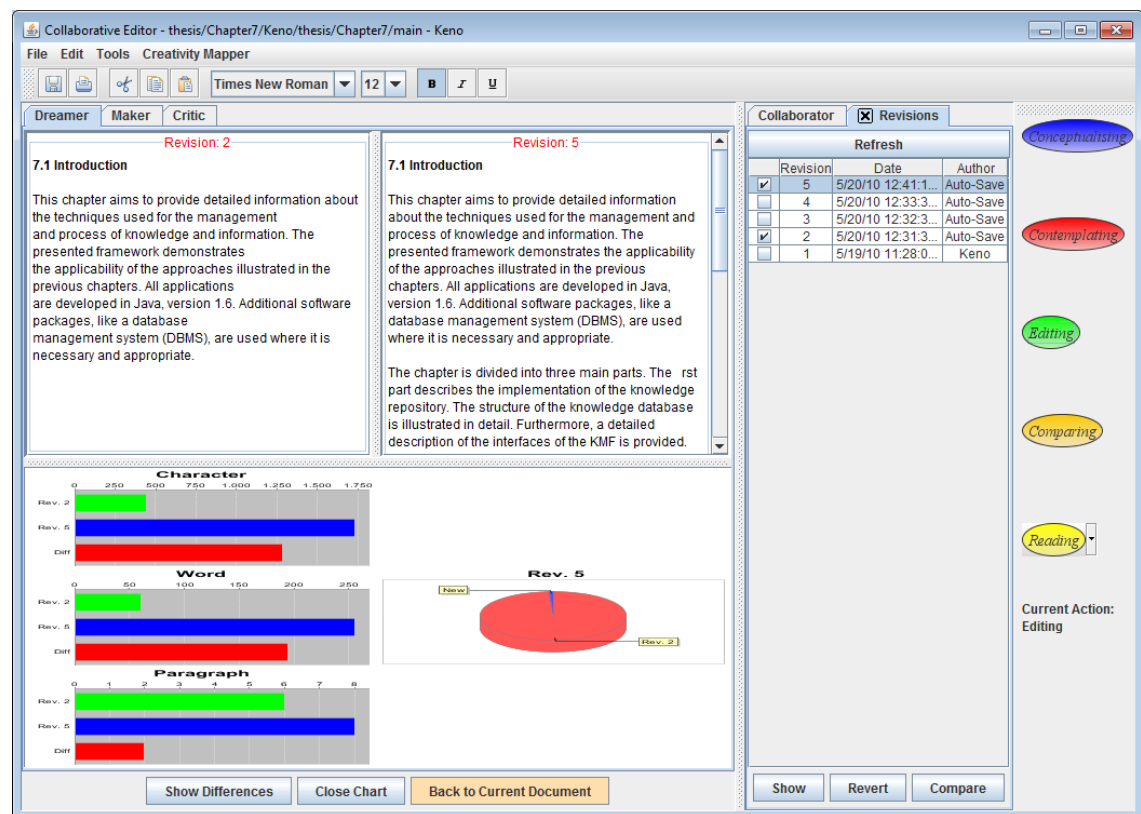 Collaborative Editor - thesis/Chapter7/Keno/thesis/Chapter7/main - Keno
File Edit Tools Creativity Mapper
Times New Roman 12 B I U
Dreamer Maker Critic
Revision: 2
7.1 Introduction
This chapter aims to provide detailed information about
the techniques used for the management
and process of knowledge and information. The
presented framework demonstrates
the applicability of the approaches illustrated in the
previous chapters. All applications
are developed in Java, version 1.6. Additional software
packages, like a database
management system (DBMS), are used where it is
necessary and appropriate.
Revision: 5
7.1 Introduction
This chapter aims to provide detailed information
about the techniques used for the management and
process of knowledge and information. The
presented framework demonstrates the applicability
of the approaches illustrated in the previous
chapters. All applications are developed in Java,
version 1.6. Additional software packages, like a
database management system (DBMS), are used
where it is necessary and appropriate.
The chapter is divided into three main parts. The rst
part describes the implementation of the knowledge
repository. The structure of the knowledge database
is illustrated in detail. Furthermore, a detailed
description of the interfaces of the KMF is provided.
Character
0 250 500 750 1.000 1.250 1.500 1.750
Rev. 2
Rev. 5
Diff
Word
0 50 100 150 200 250
Rev. 2
Rev. 5
Diff
Paragraph
0 1 2 3 4 5 6 7 8
Rev. 2
Rev. 5
Diff
Rev. 5
New
Rev. 2
Show Differences Close Chart Back to Current Document
Collaborator Revisions
Refresh
Revision Date Author
5 5/20/10 12:41:1... Auto-Save
4 5/20/10 12:33:3... Auto-Save
3 5/20/10 12:32:3... Auto-Save
2 5/20/10 12:31:3... Auto-Save
1 5/19/10 11:28:0... Keno
Show Revert Compare
Conceptualising
Contemplating
Editing
Comparing
Reading
Current Action:
Editing